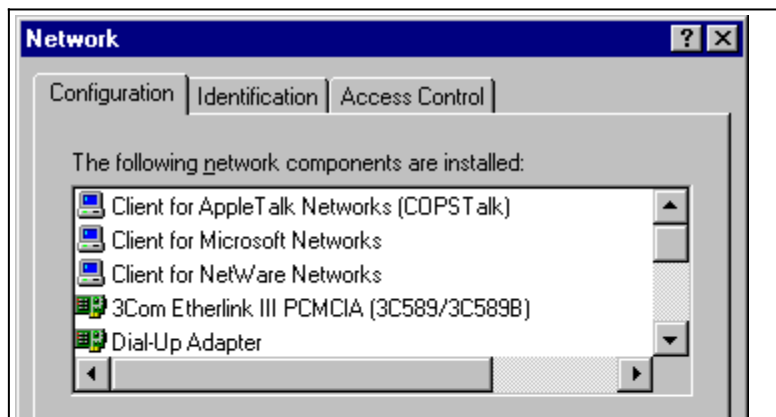 Network
Configuration Identification Access Control
The following network components are installed:
Client for AppleTalk Networks (COPSTalk)
Client for Microsoft Networks
Client for NetWare Networks
3Com Etherlink III PCMCIA (3C589/3C589B)
Dial-Up Adapter